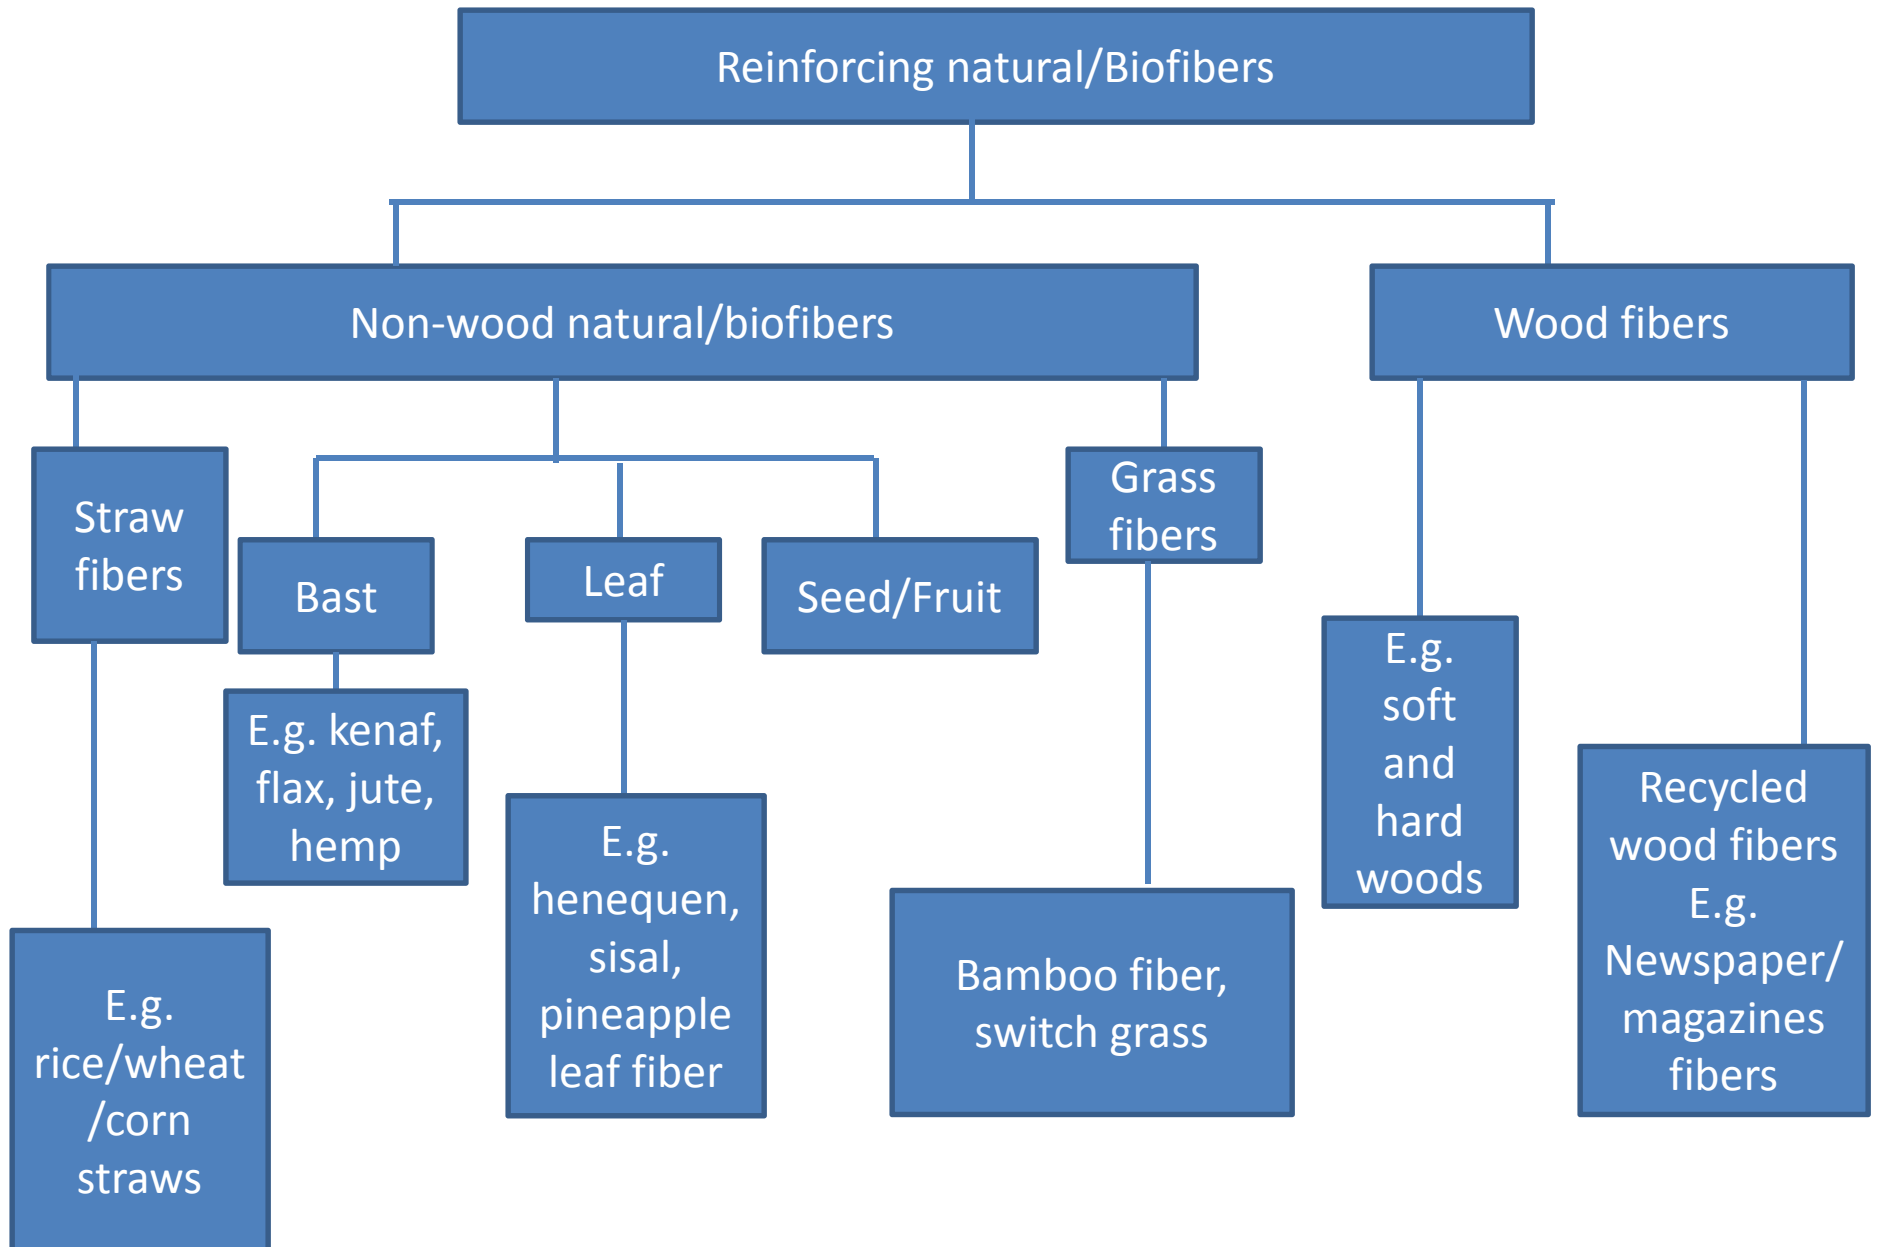 Reinforcing natural/Biofibers
Non-wood natural/biofibers
Wood fibers
Straw
fibers
Bast
Leaf
Seed/Fruit
Grass
fibers
E.g. kenaf,
flax, jute,
hemp
E.g.
henequen,
sisal,
pineapple
leaf fiber
E.g.
rice/wheat
/corn
straws
Bamboo fiber,
switch grass
E.g.
soft
and
hard
woods
Recycled
wood fibers
E.g.
Newspaper/
magazines
fibers